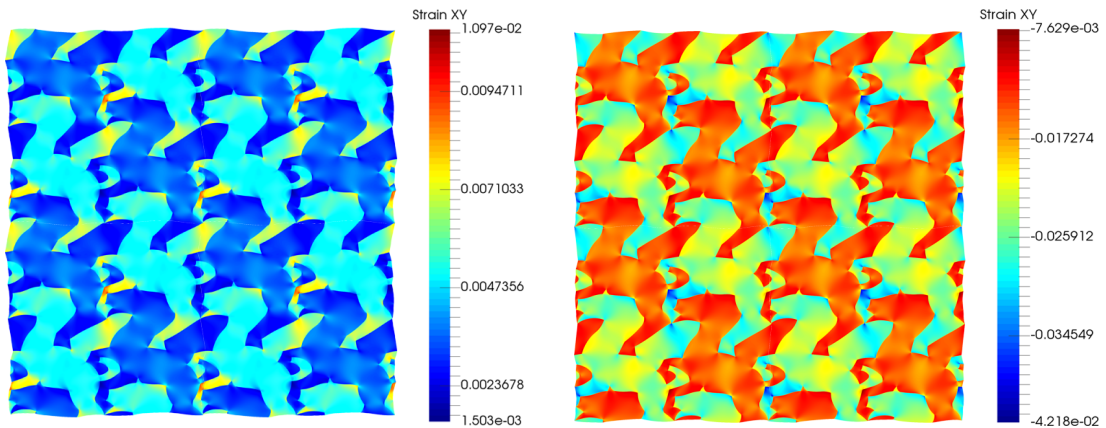 Strain XY
1.097e-02
0.0094711
0.0071033
0.0047356
0.0023678
1.503e-03
Strain XY
-7.629e-03
-0.017274
-0.025912
-0.034549
-4.218e-02